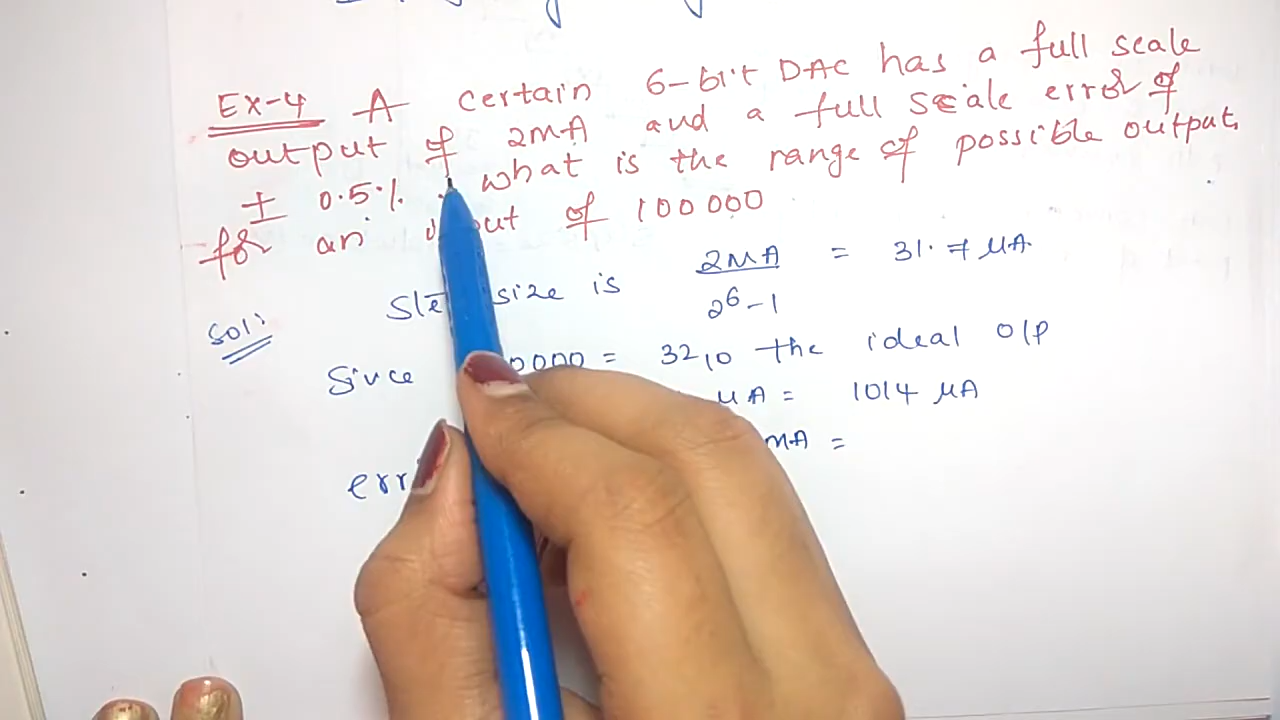 Ex-4 A certain 6-bit DAC has a full scale
output of 2MA and a full scale error of
± 0.5%. what is the range of possible output
for an of 100000
Sol:
size is 2MA / 2^6-1 = 31.7 μA.
Since 0000 = 32₁₀ the ideal O/P
μA = 1014 μA
MA =
err